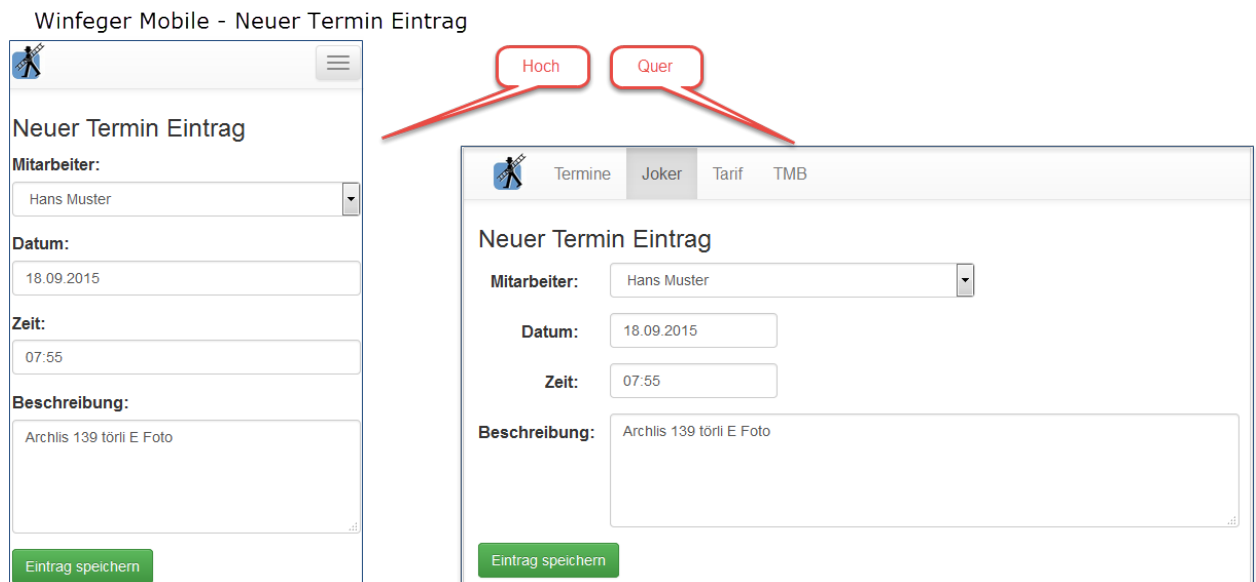 Winfeger Mobile - Neuer Termin Eintrag
Hoch
Quer
Neuer Termin Eintrag
Mitarbeiter:
Hans Muster
Datum:
18.09.2015
Zeit:
07:55
Beschreibung:
Archlis 139 törli E Foto
Eintrag speichern
Termine Joker Tarif TMB
Neuer Termin Eintrag
Mitarbeiter: Hans Muster
Datum: 18.09.2015
Zeit: 07:55
Beschreibung: Archlis 139 törli E Foto
Eintrag speichern